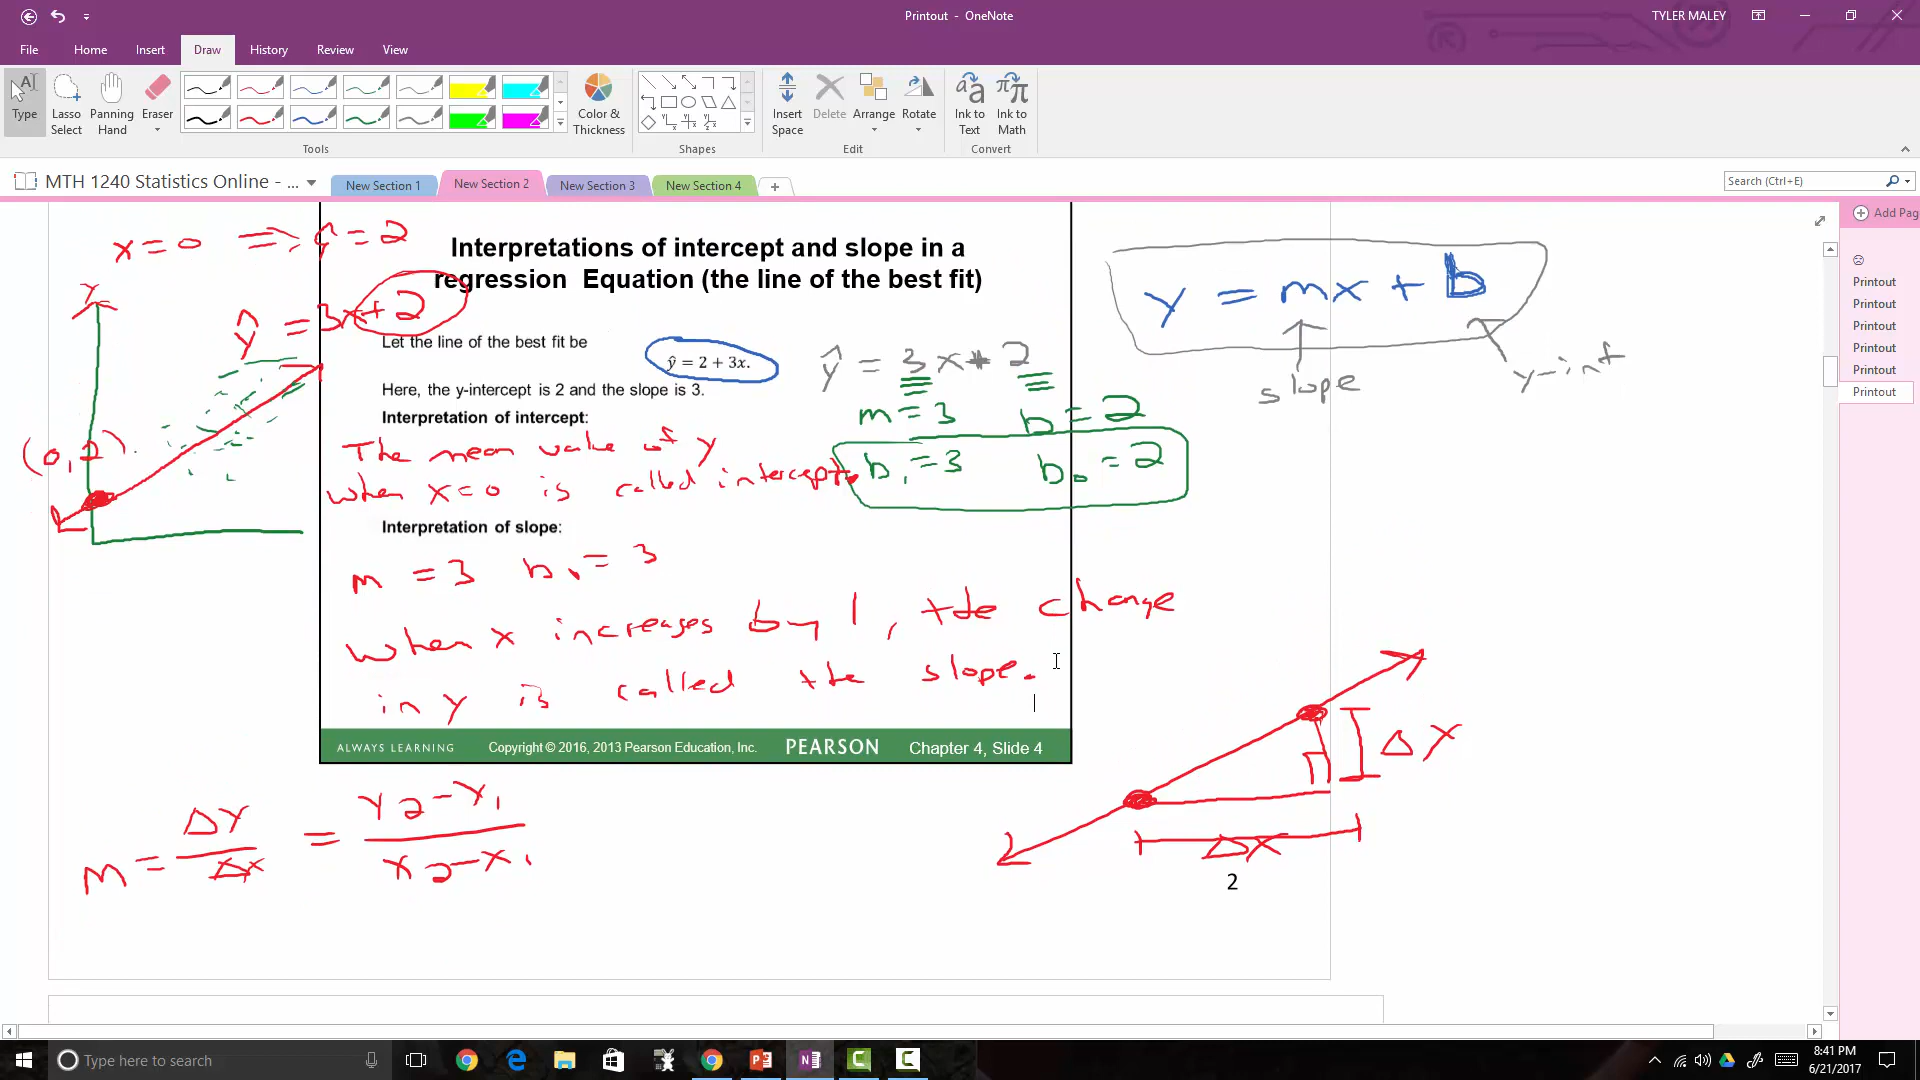 Printout - OneNote
TYLER MALEY
File Home Insert Draw History Review View
Type
Lasso Select
Panning Hand
Eraser
Color & Thickness
Insert Space
Delete
Arrange
Rotate
Ink to Text
Ink to Math
Tools
Shapes
Edit
Convert
MTH 1240 Statistics Online - ...
New Section 1
New Section 2
New Section 3
New Section 4
Search (Ctrl+E)
Add Pag
Printout
Printout
Printout
Printout
Printout
Printout
x = 0 => ŷ = 2
Interpretations of intercept and slope in a
regression Equation (the line of the best fit)
y = mx + b
slope
y-int
y
ŷ = 3x+2
(0,2)
Let the line of the best fit be
ŷ = 2 + 3x.
ŷ = 3x + 2
Here, the y-intercept is 2 and the slope is 3.
m = 3 b = 2
Interpretation of intercept:
The mean value of y
when x=0 is called intercept.
b₁ = 3 b₀ = 2
Interpretation of slope:
m = 3 b₁ = 3
when x increases by 1, the change
in y is called the slope.
ALWAYS LEARNING
Copyright © 2016, 2013 Pearson Education, Inc.
PEARSON
Chapter 4, Slide 4
m = Δy/Δx = y2-y₁/x2-x₁
Δy
Δx
2
Type here to search
8:41 PM
6/21/2017